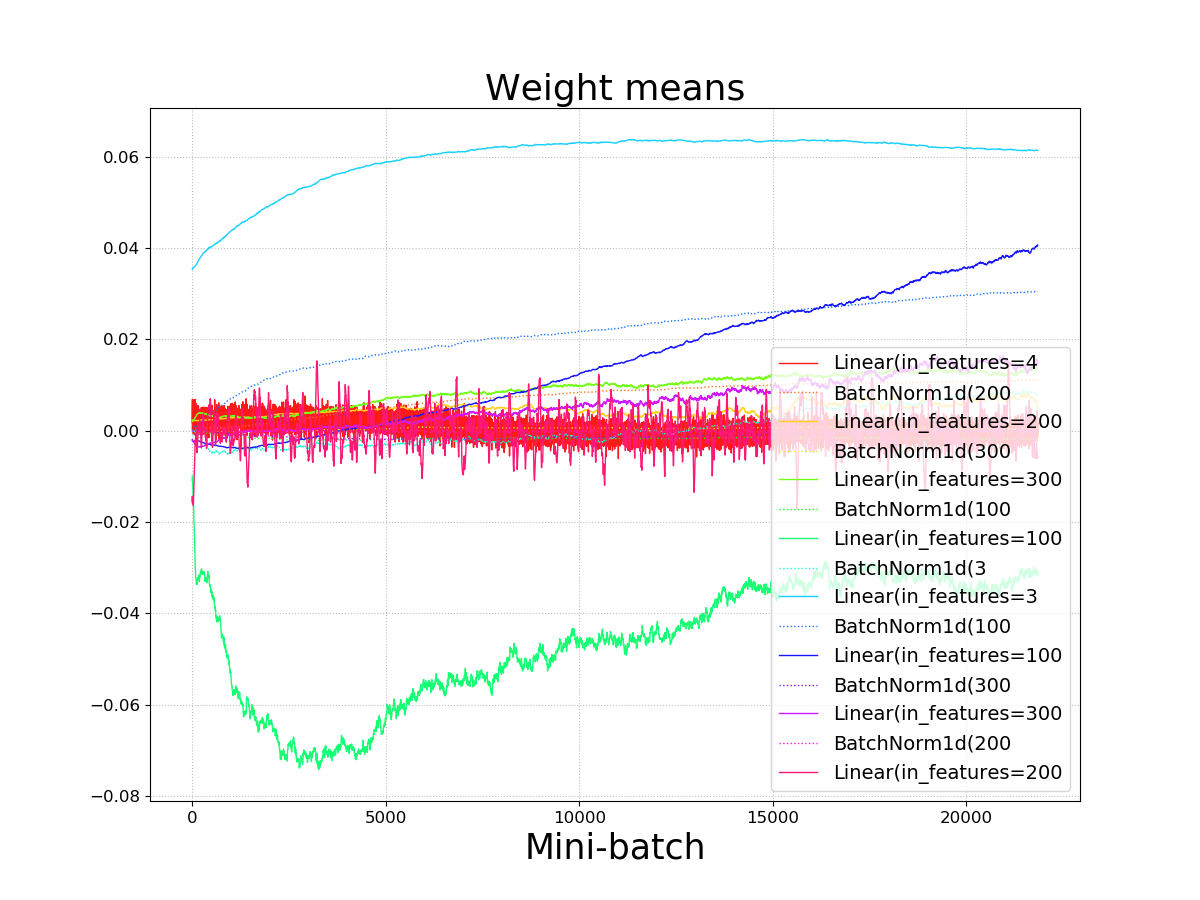 Weight means
0.06
0.04
0.02
0.00
−0.02
−0.04
−0.06
−0.08
Linear(in_features=4
BatchNorm1d(200
Linear(in_features=200
BatchNorm1d(300
Linear(in_features=300
BatchNorm1d(100
Linear(in_features=100
BatchNorm1d(3
Linear(in_features=3
BatchNorm1d(100
Linear(in_features=100
BatchNorm1d(300
Linear(in_features=300
BatchNorm1d(200
Linear(in_features=200
0 5000 10000 15000 20000
Mini-batch